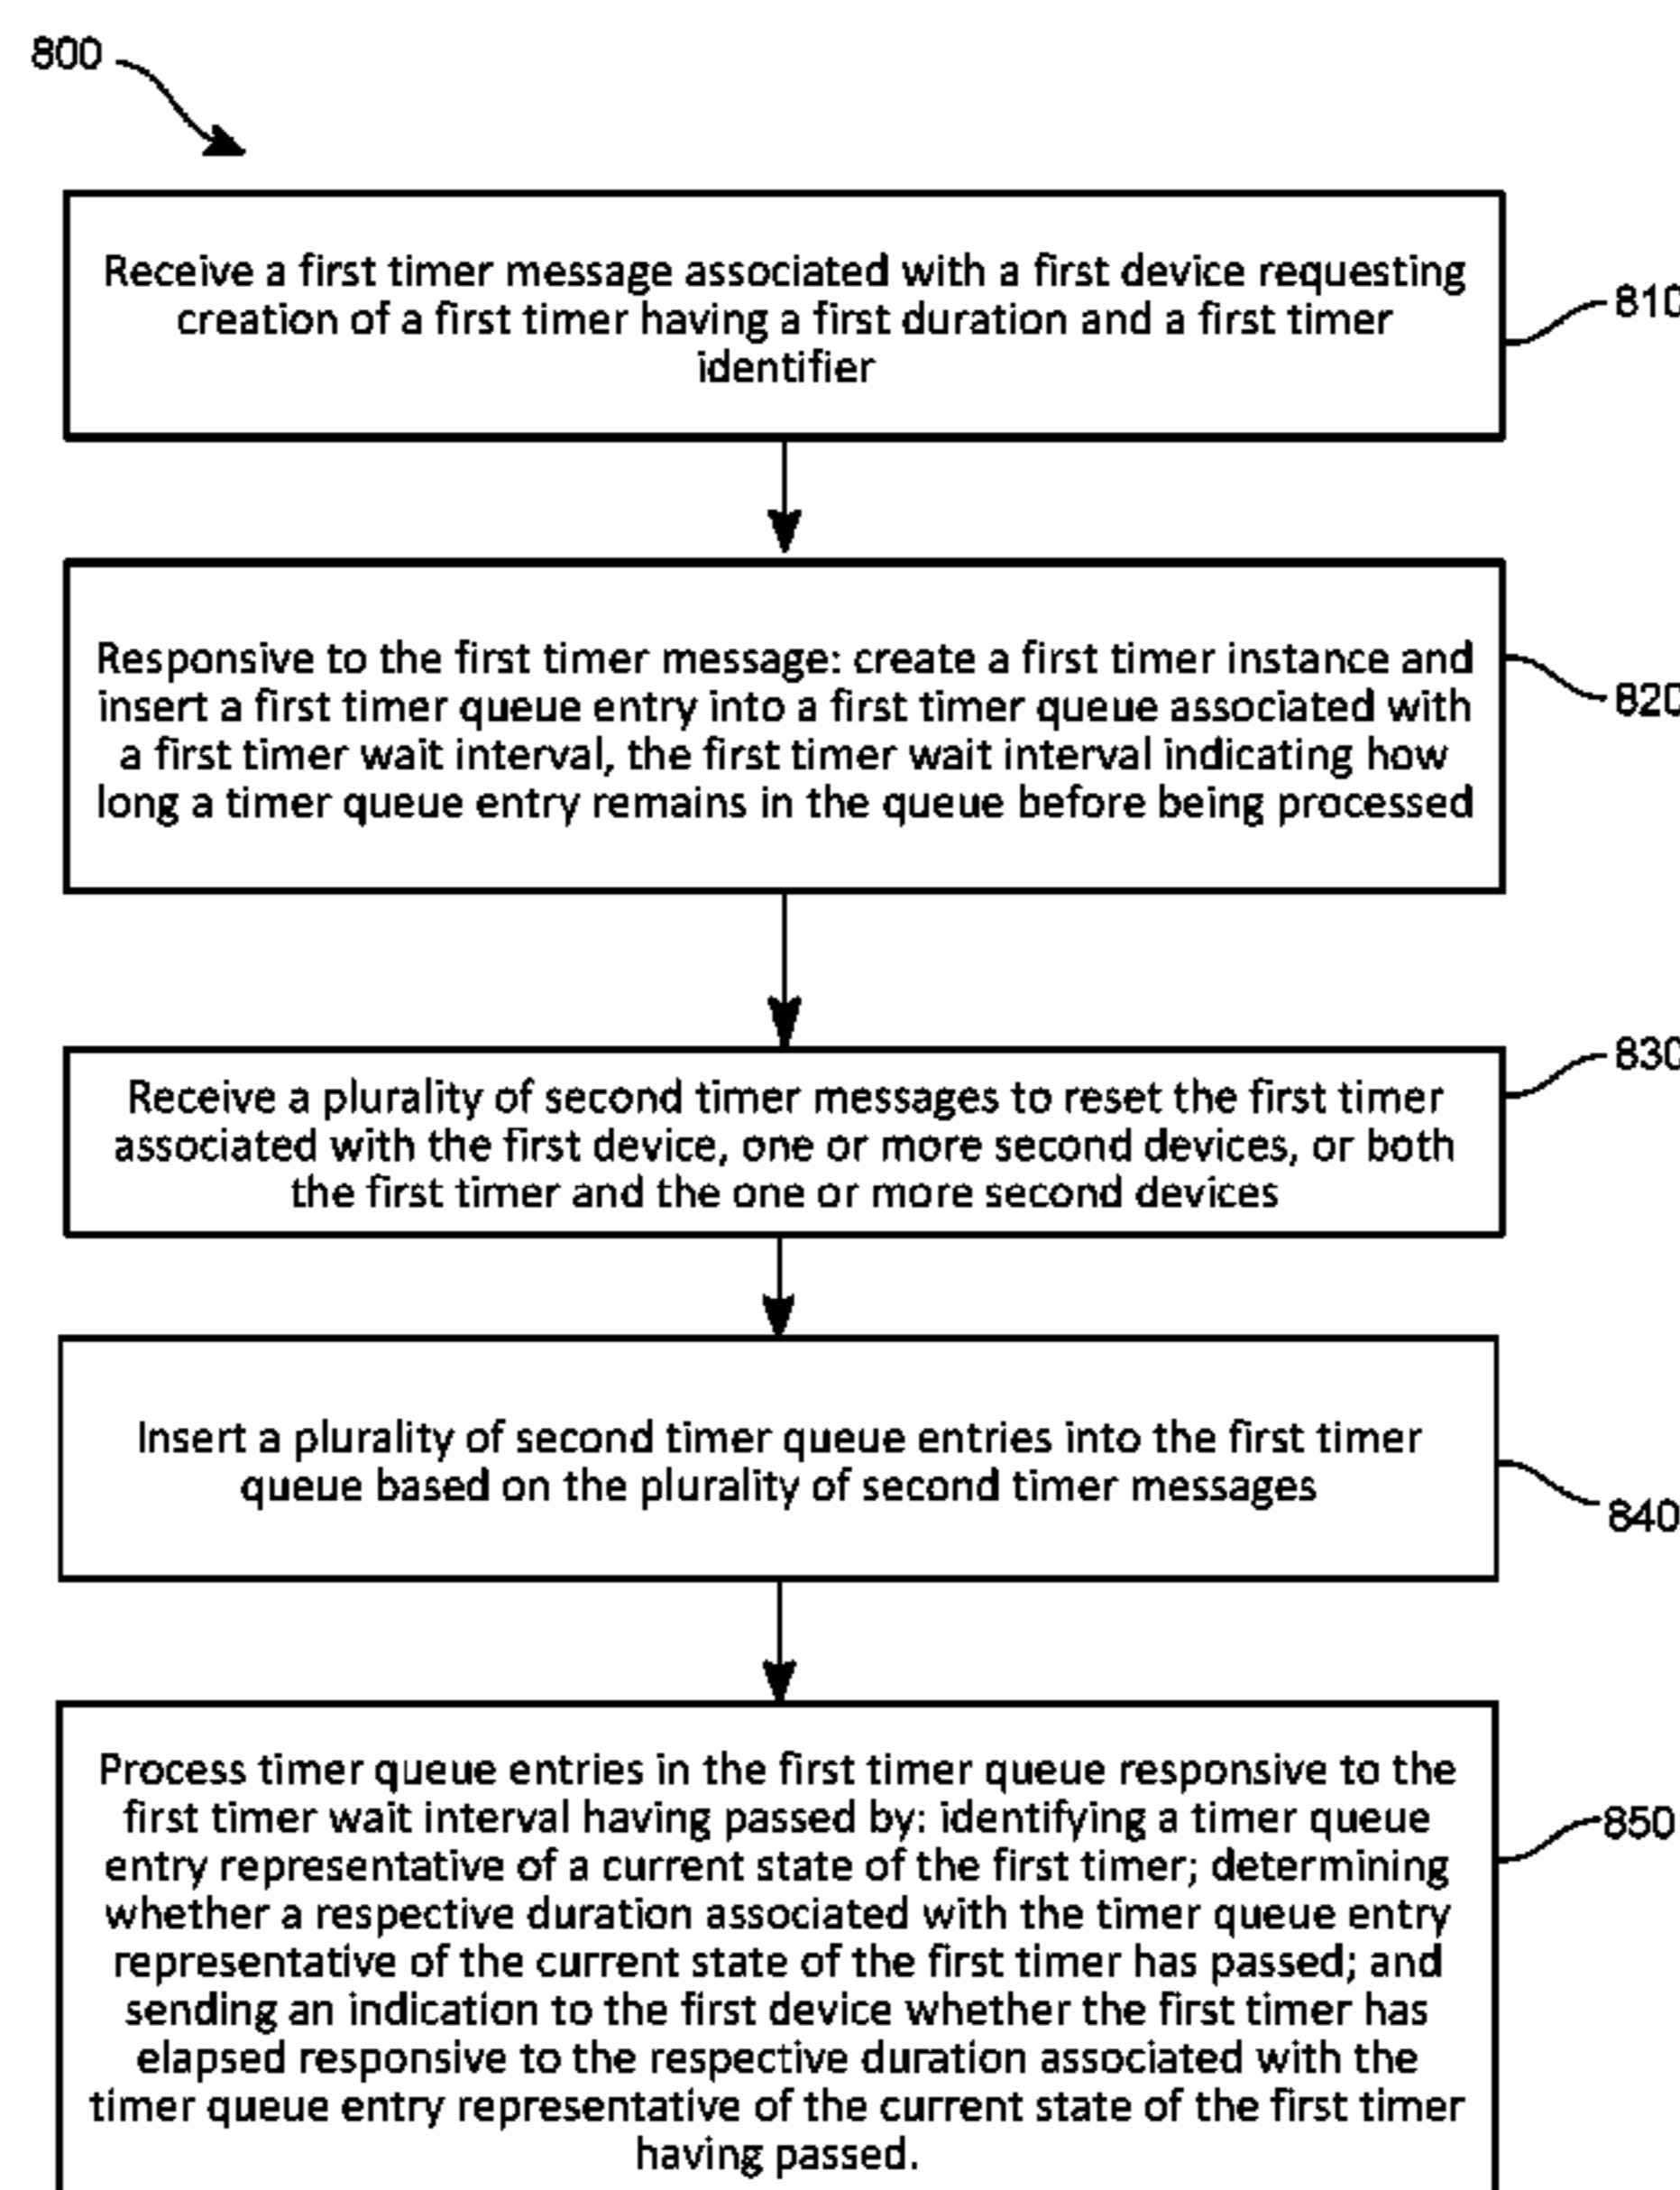 800
Receive a first timer message associated with a first device requesting
creation of a first timer having a first duration and a first timer
identifier
810
Responsive to the first timer message: create a first timer instance and
insert a first timer queue entry into a first timer queue associated with
a first timer wait interval, the first timer wait interval indicating how
long a timer queue entry remains in the queue before being processed
820
Receive a plurality of second timer messages to reset the first timer
associated with the first device, one or more second devices, or both
the first timer and the one or more second devices
830
Insert a plurality of second timer queue entries into the first timer
queue based on the plurality of second timer messages
840
Process timer queue entries in the first timer queue responsive to the
first timer wait interval having passed by: identifying a timer queue
entry representative of a current state of the first timer; determining
whether a respective duration associated with the timer queue entry
representative of the current state of the first timer has passed; and
sending an indication to the first device whether the first timer has
elapsed responsive to the respective duration associated with the
timer queue entry representative of the current state of the first timer
having passed.
850